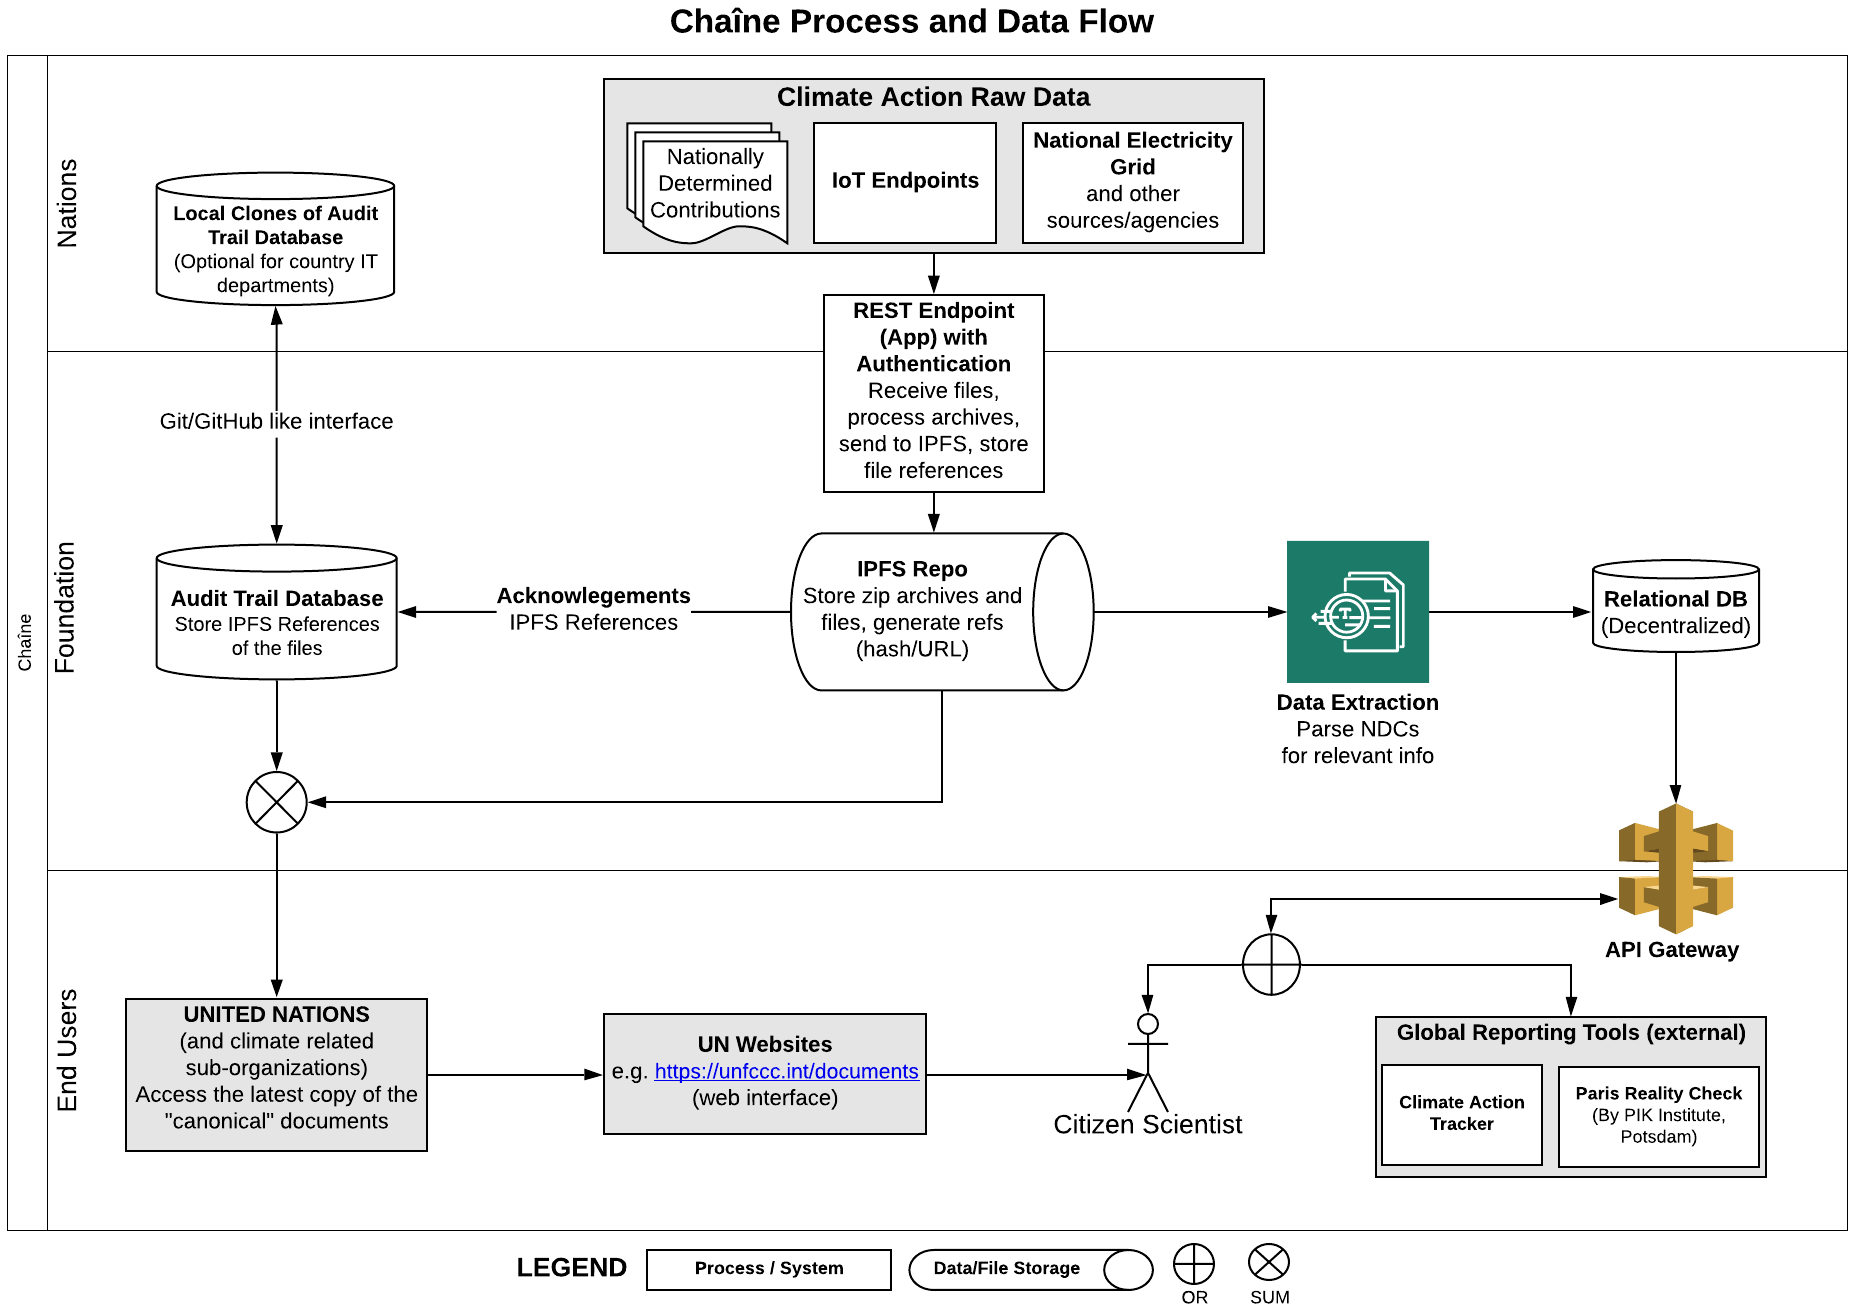 Chaîne Process and Data Flow
Chaîne
Nations
Climate Action Raw Data
Nationally
Determined
Contributions
IoT Endpoints
National Electricity
Grid
and other
sources/agencies
Local Clones of Audit
Trail Database
(Optional for country IT
departments)
REST Endpoint
(App) with
Authentication
Receive files,
process archives,
send to IPFS, store
file references
Foundation
Git/GitHub like interface
Audit Trail Database
Store IPFS References
of the files
Acknowlegements
IPFS References
IPFS Repo
Store zip archives and
files, generate refs
(hash/URL)
Data Extraction
Parse NDCs
for relevant info
Relational DB
(Decentralized)
API Gateway
End Users
UNITED NATIONS
(and climate related
sub-organizations)
Access the latest copy of the
"canonical" documents
UN Websites
e.g. https://unfccc.int/documents
(web interface)
Citizen Scientist
Global Reporting Tools (external)
Climate Action
Tracker
Paris Reality Check
(By PIK Institute,
Potsdam)
LEGEND
Process / System
Data/File Storage
OR
SUM